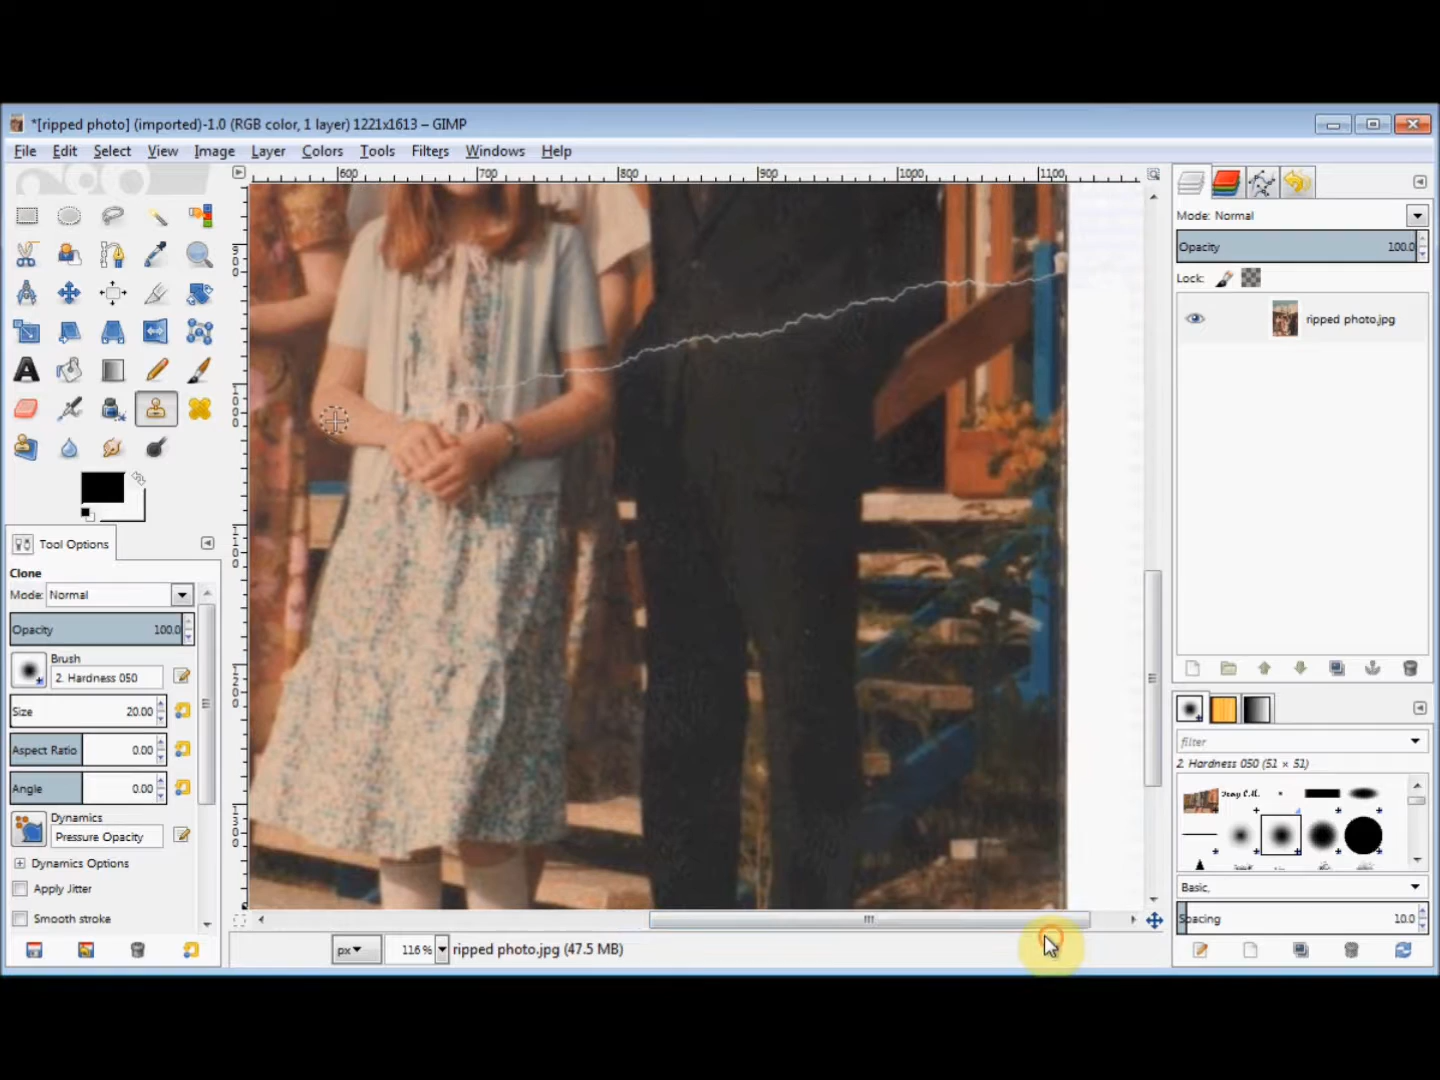 *[ripped photo] (imported)-1.0 (RGB color, 1 layer) 1221x1613 – GIMP
File Edit Select View Image Layer Colors Tools Filters Windows Help
600 700 800 900 1000 1100
Mode: Normal
Opacity 100.0
Lock:
ripped photo.jpg
Tool Options
Clone
Mode: Normal
Opacity 100.0
Brush
2. Hardness 050
Size 20.00
Aspect Ratio 0.00
Angle 0.00
Dynamics
Pressure Opacity
Dynamics Options
Apply Jitter
Smooth stroke
filter
2. Hardness 050 (51 × 51)
Basic,
Spacing 10.0
px 116 % ripped photo.jpg (47.5 MB)